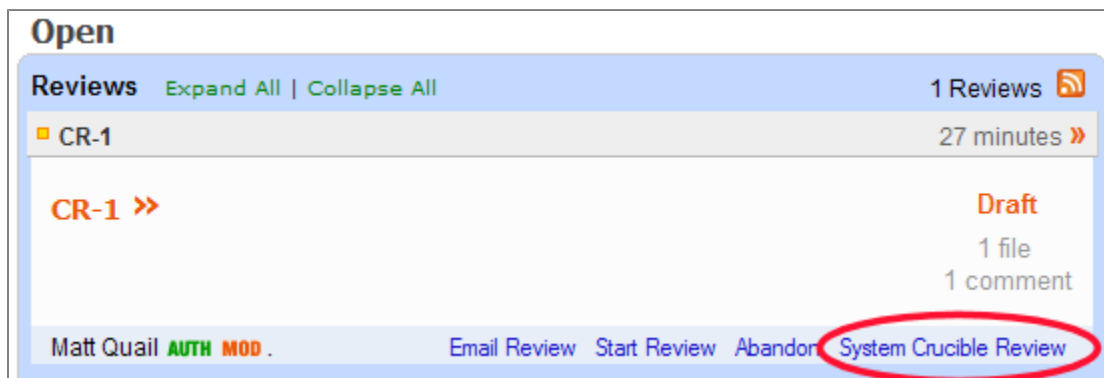 Open
Reviews Expand All | Collapse All 1 Reviews
CR-1 27 minutes »
CR-1 » Draft
1 file
1 comment
Matt Quail AUTH MOD . Email Review Start Review Abandon System Crucible Review